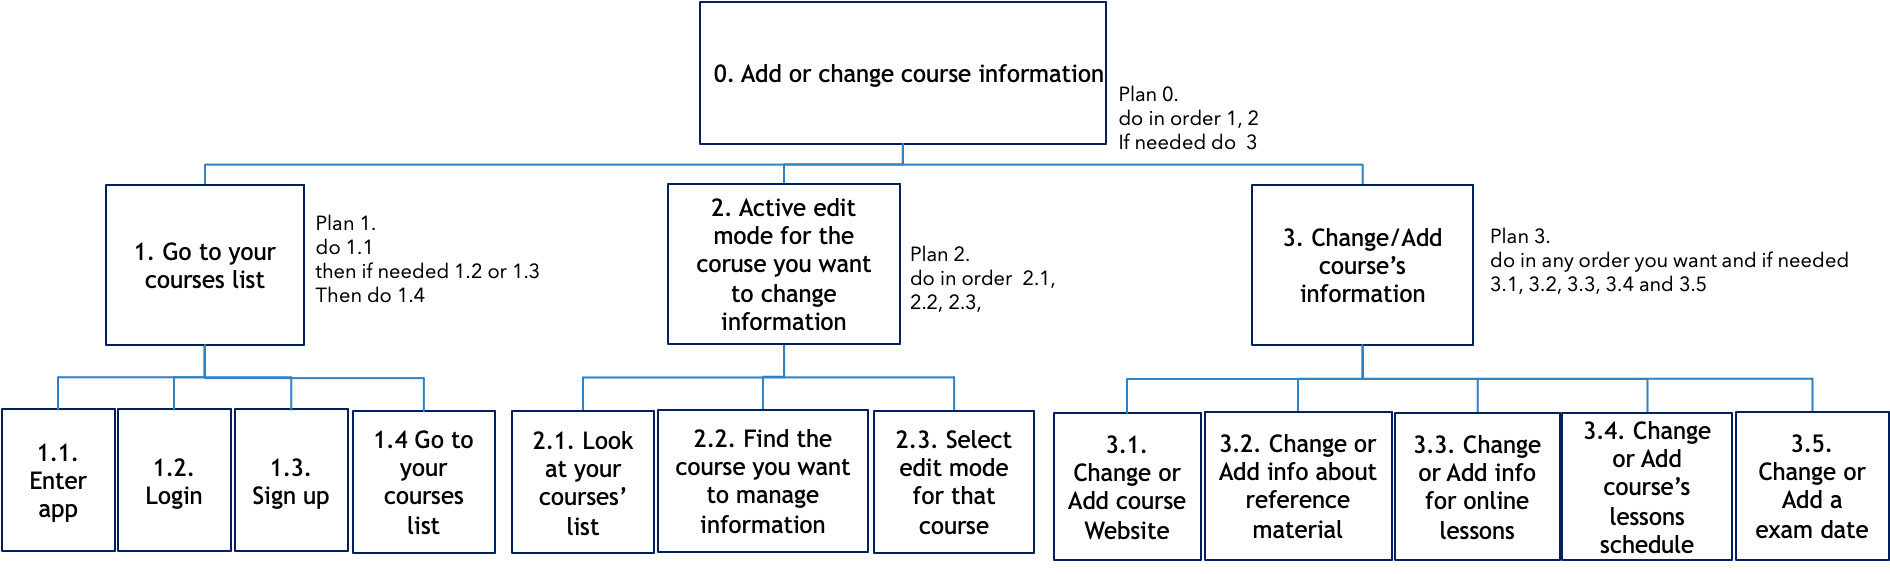 0. Add or change course information
Plan 0.
do in order 1, 2
If needed do  3
1. Go to your
courses list
Plan 1.
do 1.1
then if needed 1.2 or 1.3
Then do 1.4
2. Active edit
mode for the
coruse you want
to change
information
Plan 2.
do in order  2.1,
2.2, 2.3,
3. Change/Add
course’s
information
Plan 3.
do in any order you want and if needed
3.1, 3.2, 3.3, 3.4 and 3.5
1.1.
Enter
app
1.2.
Login
1.3.
Sign up
1.4 Go to
your
courses
list
2.1. Look
at your
courses’
list
2.2. Find the
course you want
to manage
information
2.3. Select
edit mode
for that
course
3.1.
Change or
Add course
Website
3.2. Change or
Add info about
reference
material
3.3. Change
or Add info
for online
lessons
3.4. Change
or Add
course’s
lessons
schedule
3.5.
Change or
Add a
exam date